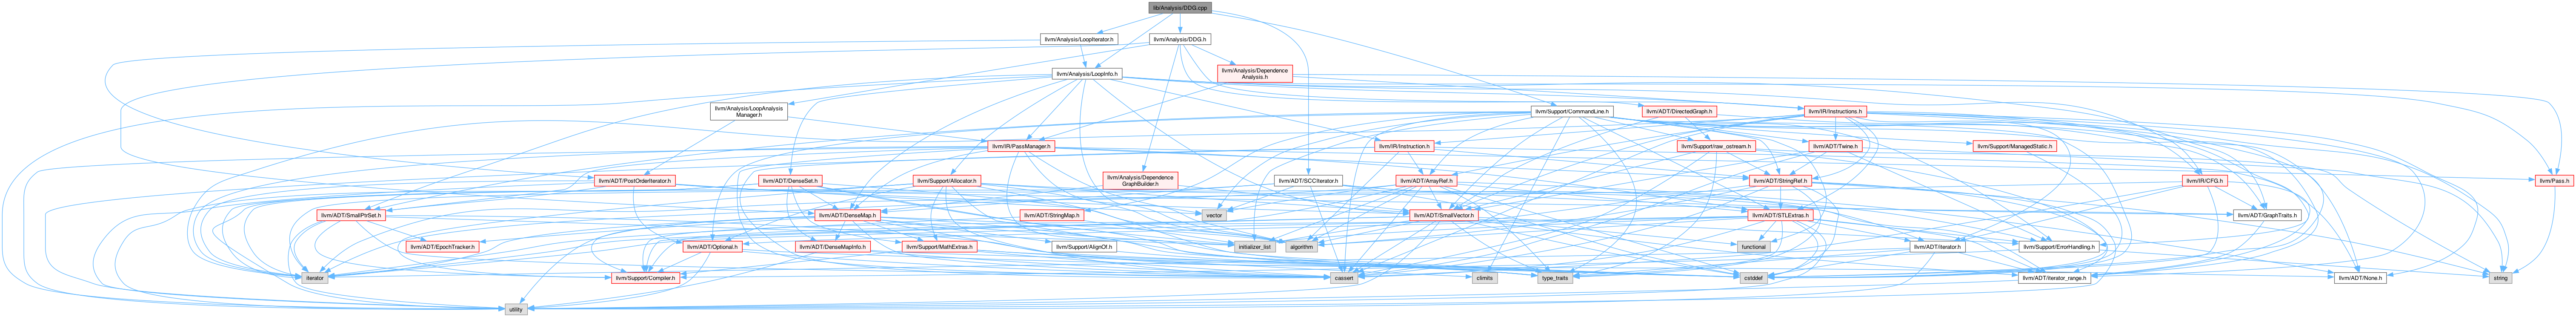 lib/Analysis/DDG.cpp
llvm/Analysis/LoopIterator.h
llvm/Analysis/DDG.h
llvm/Analysis/LoopInfo.h
llvm/Analysis/Dependence
Analysis.h
llvm/Analysis/LoopAnalysis
Manager.h
llvm/Support/CommandLine.h
llvm/ADT/DirectedGraph.h
llvm/IR/Instructions.h
llvm/IR/PassManager.h
llvm/IR/Instruction.h
llvm/Support/raw_ostream.h
llvm/ADT/Twine.h
llvm/Support/ManagedStatic.h
llvm/ADT/PostOrderIterator.h
llvm/ADT/DenseSet.h
llvm/Support/Allocator.h
llvm/Analysis/Dependence
GraphBuilder.h
llvm/ADT/SCCIterator.h
llvm/ADT/ArrayRef.h
llvm/ADT/StringRef.h
llvm/IR/CFG.h
llvm/Pass.h
llvm/ADT/SmallPtrSet.h
llvm/ADT/StringMap.h
llvm/ADT/DenseMap.h
vector
llvm/ADT/SmallVector.h
llvm/ADT/STLExtras.h
llvm/ADT/GraphTraits.h
llvm/ADT/EpochTracker.h
llvm/ADT/Optional.h
llvm/ADT/DenseMapInfo.h
llvm/Support/MathExtras.h
llvm/Support/AlignOf.h
initializer_list
algorithm
functional
llvm/ADT/iterator.h
llvm/Support/ErrorHandling.h
iterator
llvm/Support/Compiler.h
cassert
climits
type_traits
cstddef
llvm/ADT/iterator_range.h
llvm/ADT/None.h
string
utility